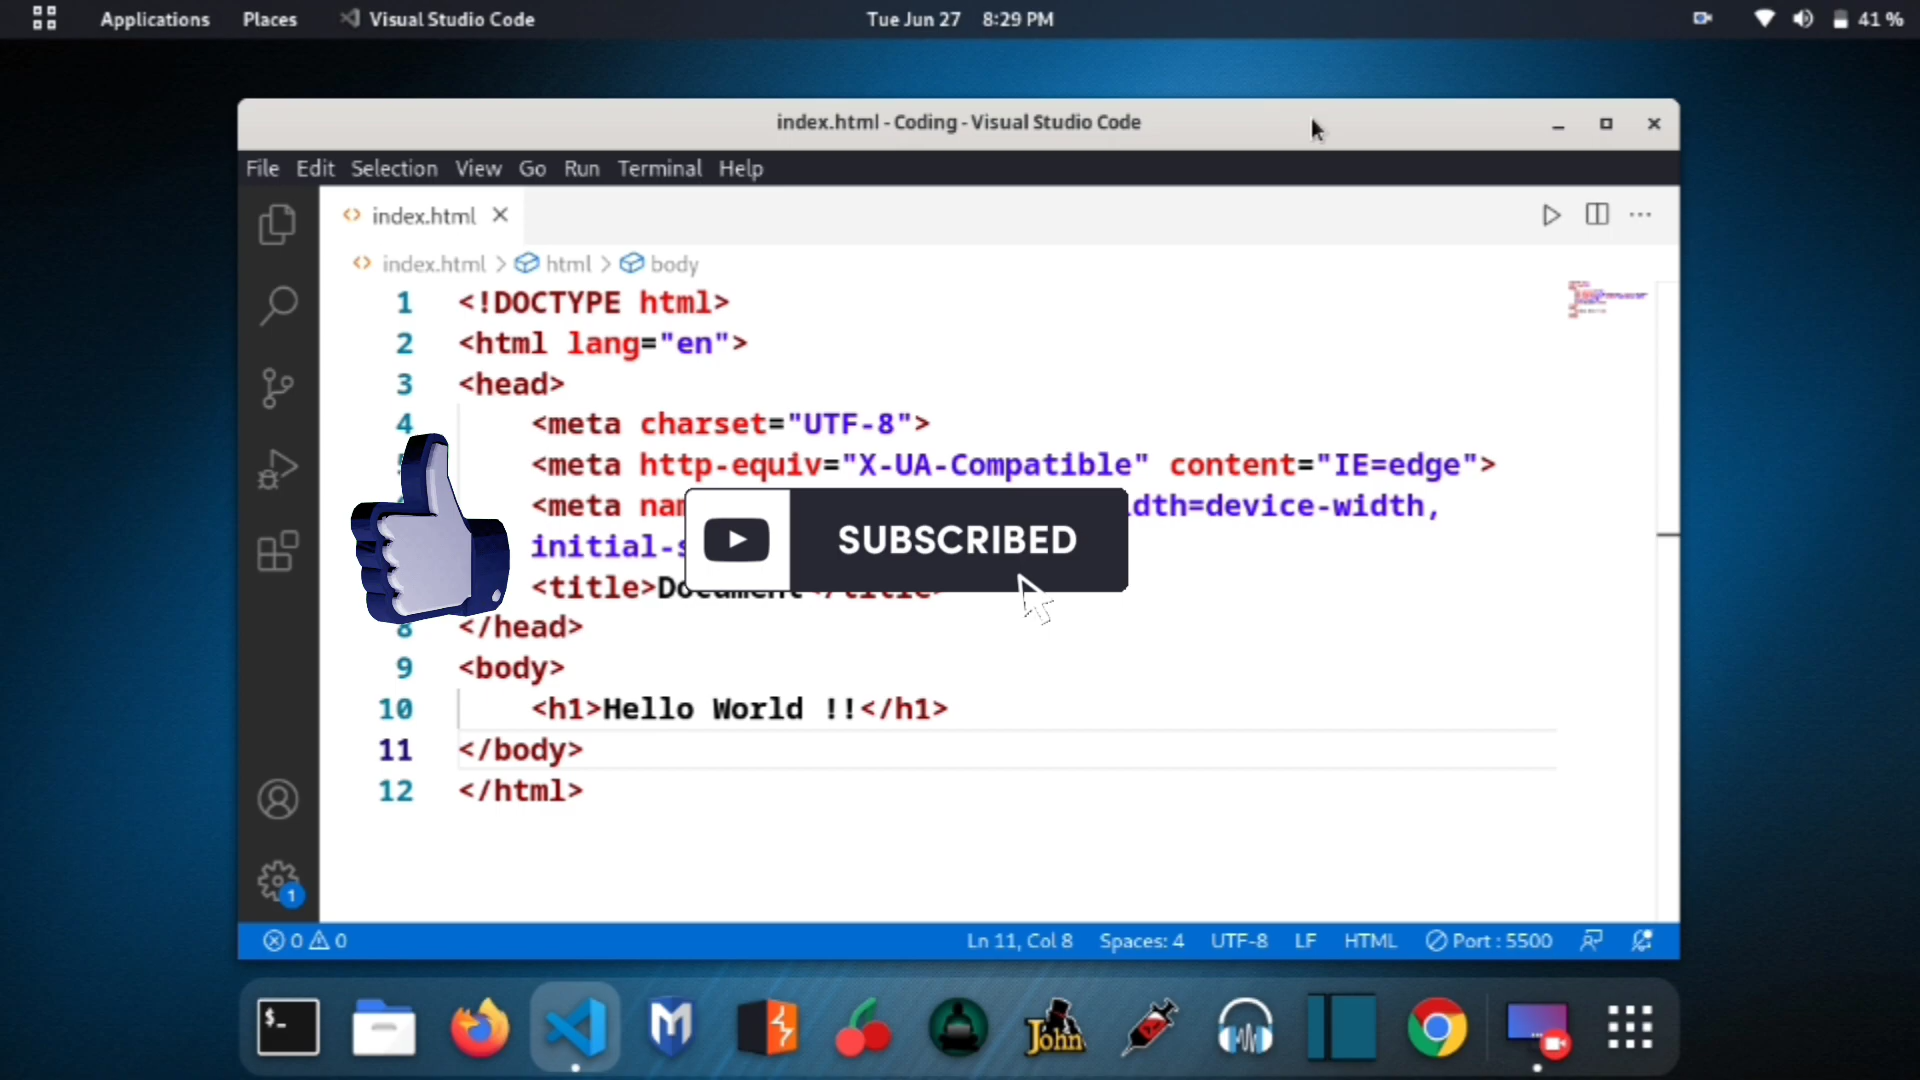 Applications Places Visual Studio Code Tue Jun 27 8:29 PM 41 %
index.html - Coding - Visual Studio Code
File Edit Selection View Go Run Terminal Help
index.html
index.html > html > body
1 <!DOCTYPE html>
2 <html lang="en">
3 <head>
4 <meta charset="UTF-8">
<meta http-equiv="X-UA-Compatible" content="IE=edge">
<meta dth=device-width,
initial-
SUBSCRIBED
<title>Document</title>
8 </head>
9 <body>
10 <h1>Hello World !!</h1>
11 </body>
12 </html>
1
0 0 Ln 11, Col 8 Spaces: 4 UTF-8 LF HTML Port : 5500
$_
John